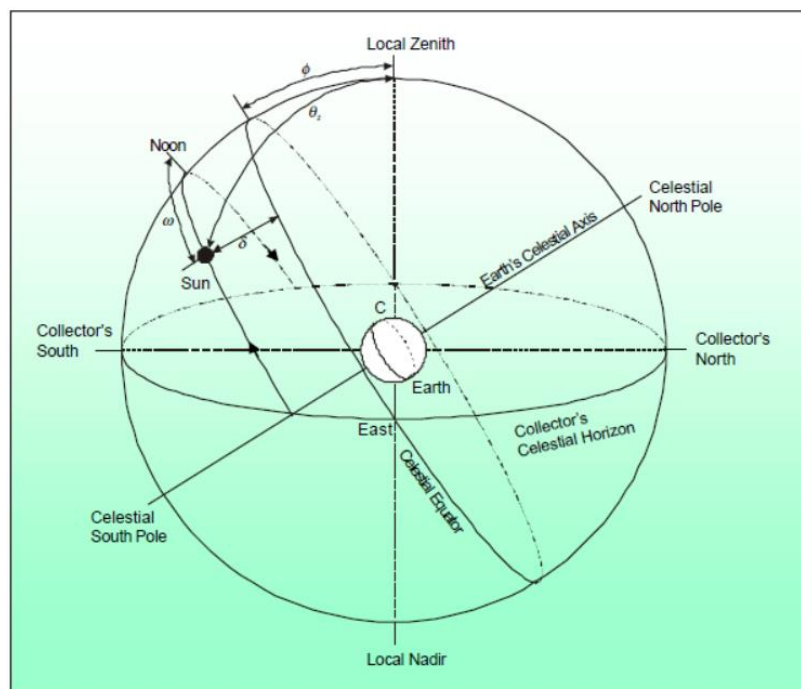 Local Zenith
ϕ
θs
Noon
ω
δ
Sun
Celestial
North Pole
Earth's Celestial Axis
C
Collector's
South
Collector's
North
Earth
East
Collector's
Celestial Horizon
Celestial Equator
Celestial
South Pole
Local Nadir